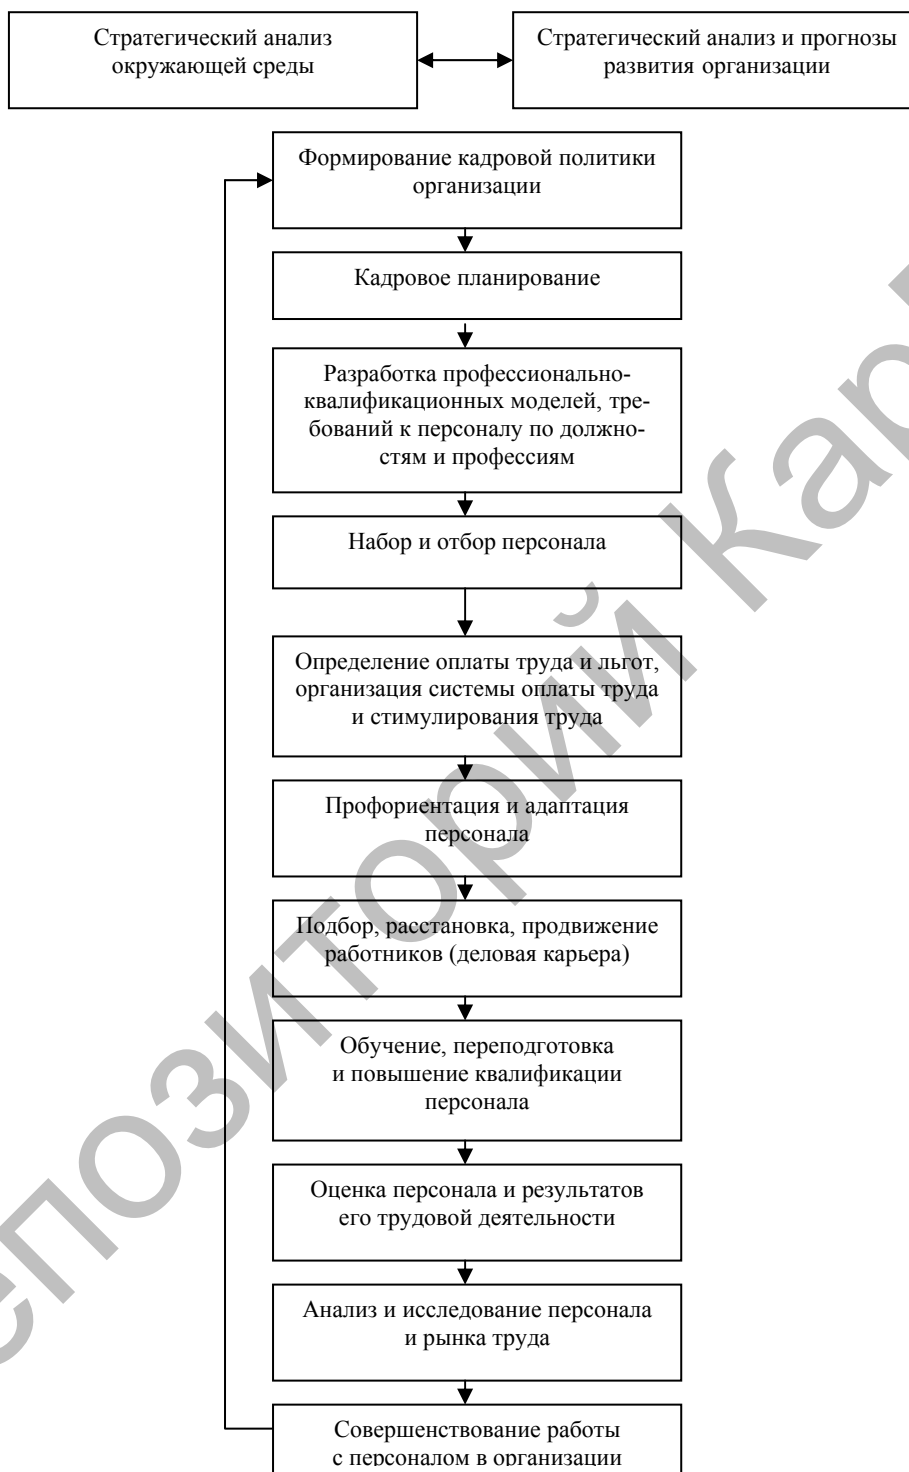 Стратегический анализ
окружающей среды
Стратегический анализ и прогнозы
развития организации
Формирование кадровой политики
организации
Кадровое планирование
Разработка профессионально-
квалификационных моделей, тре-
бований к персоналу по должно-
стям и профессиям
Набор и отбор персонала
Определение оплаты труда и льгот,
организация системы оплаты труда
и стимулирования труда
Профориентация и адаптация
персонала
Подбор, расстановка, продвижение
работников (деловая карьера)
Обучение, переподготовка
и повышение квалификации
персонала
Оценка персонала и результатов
его трудовой деятельности
Анализ и исследование персонала
и рынка труда
Совершенствование работы
с персоналом в организации